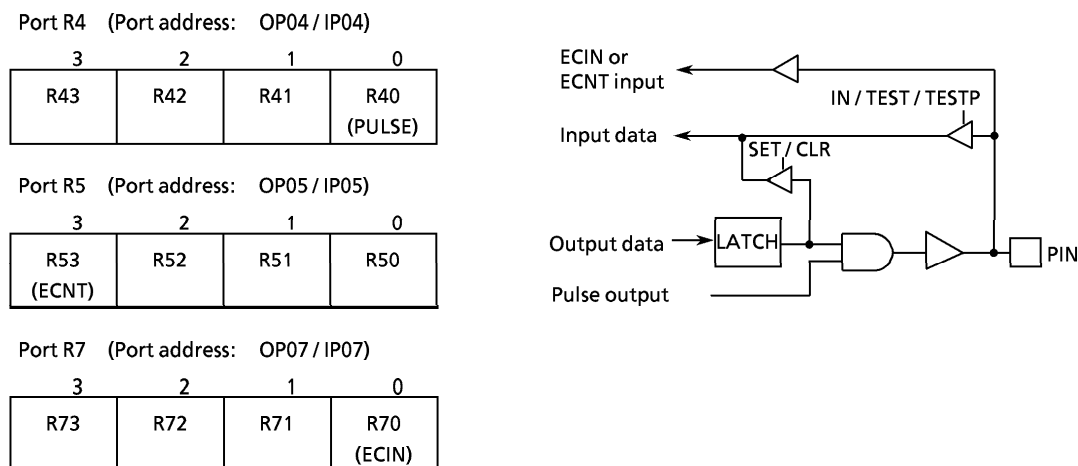 Port R4 (Port address: OP04 / IP04)
3 2 1 0
R43 R42 R41 R40
(PULSE)
Port R5 (Port address: OP05 / IP05)
3 2 1 0
R53 R52 R51 R50
(ECNT)
Port R7 (Port address: OP07 / IP07)
3 2 1 0
R73 R72 R71 R70
(ECIN)
ECIN or
ECNT input
IN / TEST / TESTP
Input data
SET / CLR
Output data
LATCH
PIN
Pulse output